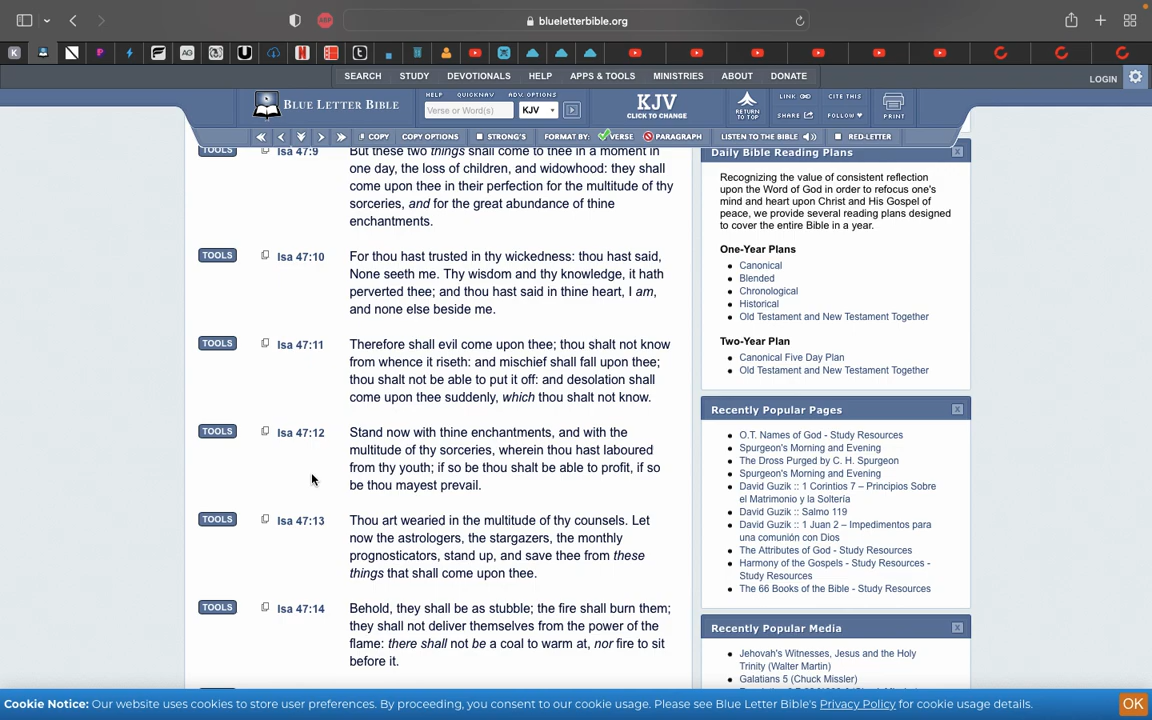 blueletterbible.org
SEARCH STUDY DEVOTIONALS HELP APPS & TOOLS MINISTRIES ABOUT DONATE
LOGIN
BLUE LETTER BIBLE
HELP QUICKNAV ADV. OPTIONS
Verse or Word(s) KJV
KJV
CLICK TO CHANGE
RETURN
TO TOP
LINK CITE THIS
SHARE FOLLOW
PRINT
COPY COPY OPTIONS STRONG'S FORMAT BY: VERSE PARAGRAPH LISTEN TO THE BIBLE RED-LETTER
TOOLS Isa 47:9 But these two things shall come to thee in a moment in
one day, the loss of children, and widowhood: they shall
come upon thee in their perfection for the multitude of thy
sorceries, and for the great abundance of thine
enchantments.
TOOLS Isa 47:10 For thou hast trusted in thy wickedness: thou hast said,
None seeth me. Thy wisdom and thy knowledge, it hath
perverted thee; and thou hast said in thine heart, I am,
and none else beside me.
TOOLS Isa 47:11 Therefore shall evil come upon thee; thou shalt not know
from whence it riseth: and mischief shall fall upon thee;
thou shalt not be able to put it off: and desolation shall
come upon thee suddenly, which thou shalt not know.
TOOLS Isa 47:12 Stand now with thine enchantments, and with the
multitude of thy sorceries, wherein thou hast laboured
from thy youth; if so be thou shalt be able to profit, if so
be thou mayest prevail.
TOOLS Isa 47:13 Thou art wearied in the multitude of thy counsels. Let
now the astrologers, the stargazers, the monthly
prognosticators, stand up, and save thee from these
things that shall come upon thee.
TOOLS Isa 47:14 Behold, they shall be as stubble; the fire shall burn them;
they shall not deliver themselves from the power of the
flame: there shall not be a coal to warm at, nor fire to sit
before it.
Daily Bible Reading Plans
Recognizing the value of consistent reflection
upon the Word of God in order to refocus one's
mind and heart upon Christ and His Gospel of
peace, we provide several reading plans designed
to cover the entire Bible in a year.
One-Year Plans
Canonical
Blended
Chronological
Historical
Old Testament and New Testament Together
Two-Year Plan
Canonical Five Day Plan
Old Testament and New Testament Together
Recently Popular Pages
O.T. Names of God - Study Resources
Spurgeon's Morning and Evening
The Dross Purged by C. H. Spurgeon
Spurgeon's Morning and Evening
David Guzik :: 1 Corintios 7 – Principios Sobre
el Matrimonio y la Soltería
David Guzik :: Salmo 119
David Guzik :: 1 Juan 2 – Impedimentos para
una comunión con Dios
The Attributes of God - Study Resources
Harmony of the Gospels - Study Resources -
Study Resources
The 66 Books of the Bible - Study Resources
Recently Popular Media
Jehovah's Witnesses, Jesus and the Holy
Trinity (Walter Martin)
Galatians 5 (Chuck Missler)
Cookie Notice: Our website uses cookies to store user preferences. By proceeding, you consent to our cookie usage. Please see Blue Letter Bible's Privacy Policy for cookie usage details. OK